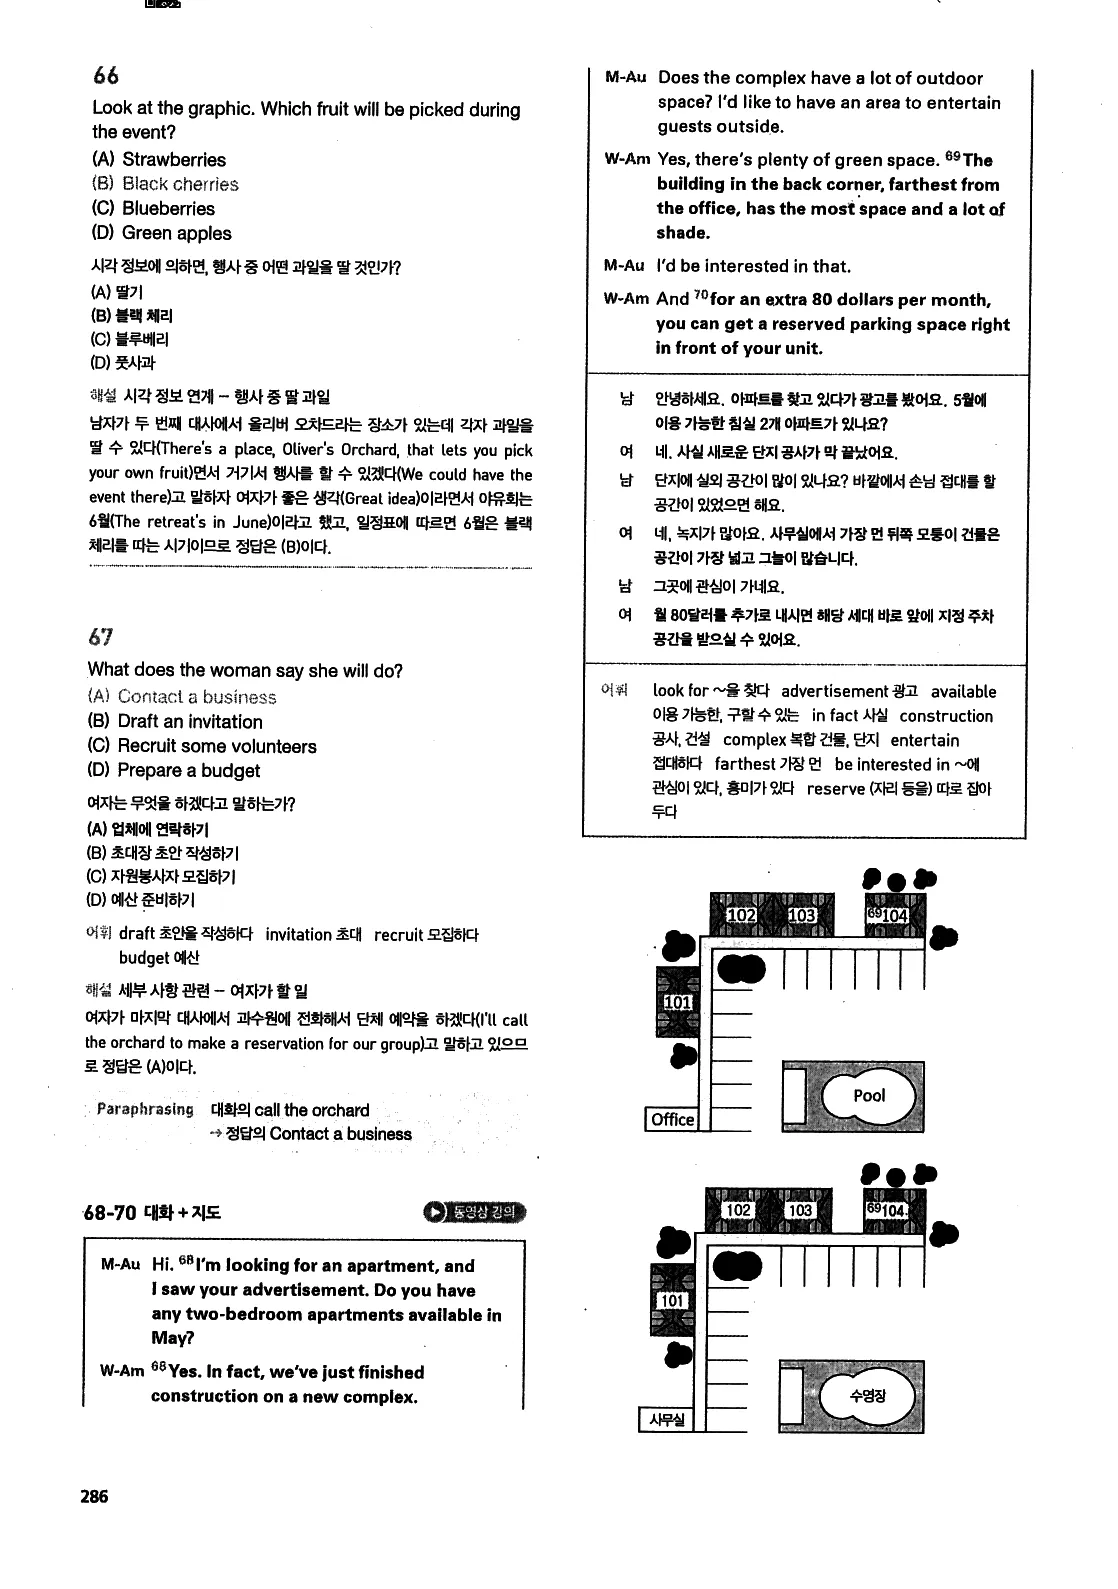 66
Look at the graphic. Which fruit will be picked during
the event?
(A) Strawberries
(B) Black cherries
(C) Blueberries
(D) Green apples
시각 정보에 의하면, 행사 중 어떤 과일을 딸 것인가?
(A) 딸기
(B) 블랙 체리
(C) 블루베리
(D) 풋사과
해설 시각 정보 연계 – 행사 중 딸 과일
남자가 두 번째 대사에서 올리버 오차드라는 장소가 있는데 각자 과일을
딸 수 있다(There's a place, Oliver's Orchard, that lets you pick
your own fruit)면서 거기서 행사를 할 수 있겠다(We could have the
event there)고 말하자 여자가 좋은 생각(Great idea)이라면서 야유회는
6월(The retreat's in June)이라고 했고, 일정표에 따르면 6월은 블랙
체리를 따는 시기이므로 정답은 (B)이다.
67
What does the woman say she will do?
(A) Contact a business
(B) Draft an invitation
(C) Recruit some volunteers
(D) Prepare a budget
여자는 무엇을 하겠다고 말하는가?
(A) 업체에 연락하기
(B) 초대장 초안 작성하기
(C) 자원봉사자 모집하기
(D) 예산 준비하기
어휘 draft 초안을 작성하다 invitation 초대 recruit 모집하다
budget 예산
해설 세부 사항 관련 – 여자가 할 일
여자가 마지막 대사에서 과수원에 전화해서 단체 예약을 하겠다(I'll call
the orchard to make a reservation for our group)고 말하고 있으므
로 정답은 (A)이다.
Paraphrasing 대화의 call the orchard
→ 정답의 Contact a business
68-70 대화 + 지도
동영상 강의
M-Au Hi. 68I'm looking for an apartment, and
I saw your advertisement. Do you have
any two-bedroom apartments available in
May?
W-Am 68Yes. In fact, we've just finished
construction on a new complex.
M-Au Does the complex have a lot of outdoor
space? I'd like to have an area to entertain
guests outside.
W-Am Yes, there's plenty of green space. 69The
building in the back corner, farthest from
the office, has the most space and a lot of
shade.
M-Au I'd be interested in that.
W-Am And 70for an extra 80 dollars per month,
you can get a reserved parking space right
in front of your unit.
남 안녕하세요. 아파트를 찾고 있다가 광고를 봤어요. 5월에
이용 가능한 침실 2개 아파트가 있나요?
여 네. 사실 새로운 단지 공사가 막 끝났어요.
남 단지에 실외 공간이 많이 있나요? 바깥에서 손님 접대를 할
공간이 있었으면 해요.
여 네, 녹지가 많아요. 사무실에서 가장 먼 뒤쪽 모퉁이 건물은
공간이 가장 넓고 그늘이 많습니다.
남 그곳에 관심이 가네요.
여 월 80달러를 추가로 내시면 해당 세대 바로 앞에 지정 주차
공간을 받으실 수 있어요.
어휘 look for ~을 찾다 advertisement 광고 available
이용 가능한, 구할 수 있는 in fact 사실 construction
공사, 건설 complex 복합 건물, 단지 entertain
접대하다 farthest 가장 먼 be interested in ~에
관심이 있다, 흥미가 있다 reserve (자리 등을) 따로 잡아
두다
102 103 69104
101
Pool
Office
102 103 69104
101
수영장
사무실
286